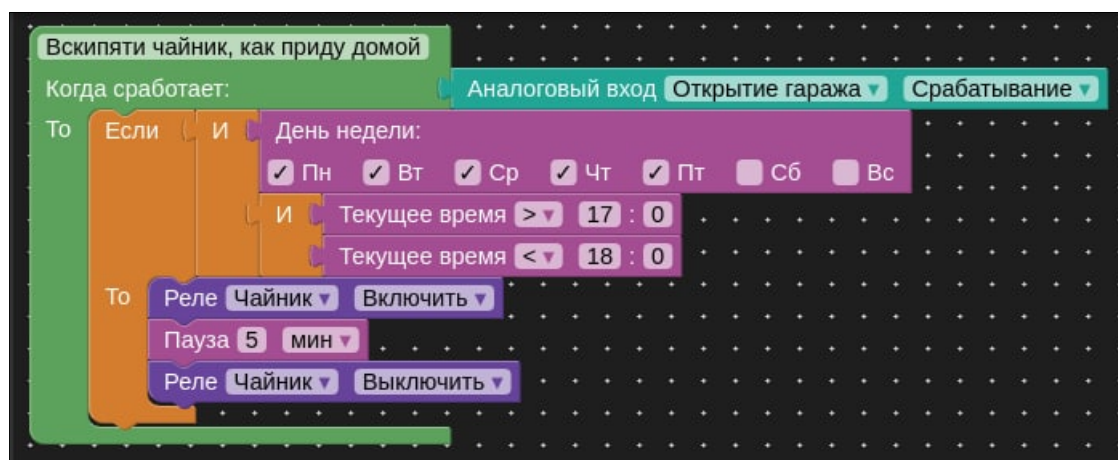 Вскипяти чайник, как приду домой
Когда сработает: Аналоговый вход Открытие гаража Срабатывание
То Если И День недели:
Пн Вт Ср Чт Пт Сб Вс
И Текущее время > 17 : 0
Текущее время < 18 : 0
То Реле Чайник Включить
Пауза 5 мин
Реле Чайник Выключить